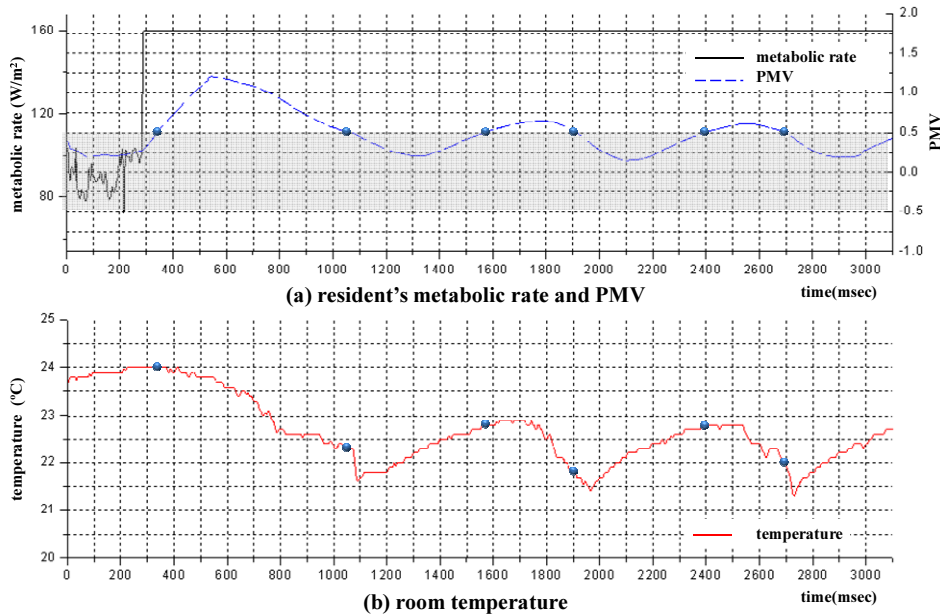 160
120
80
metabolic rate (W/m²)
2.0
1.5
1.0
0.5
0.0
-0.5
-1.0
PMV
metabolic rate
PMV
0 200 400 600 800 1000 1200 1400 1600 1800 2000 2200 2400 2600 2800 3000
time(msec)
(a) resident's metabolic rate and PMV
25
24
23
22
21
20
temperature (°C)
temperature
0 200 400 600 800 1000 1200 1400 1600 1800 2000 2200 2400 2600 2800 3000
time(msec)
(b) room temperature